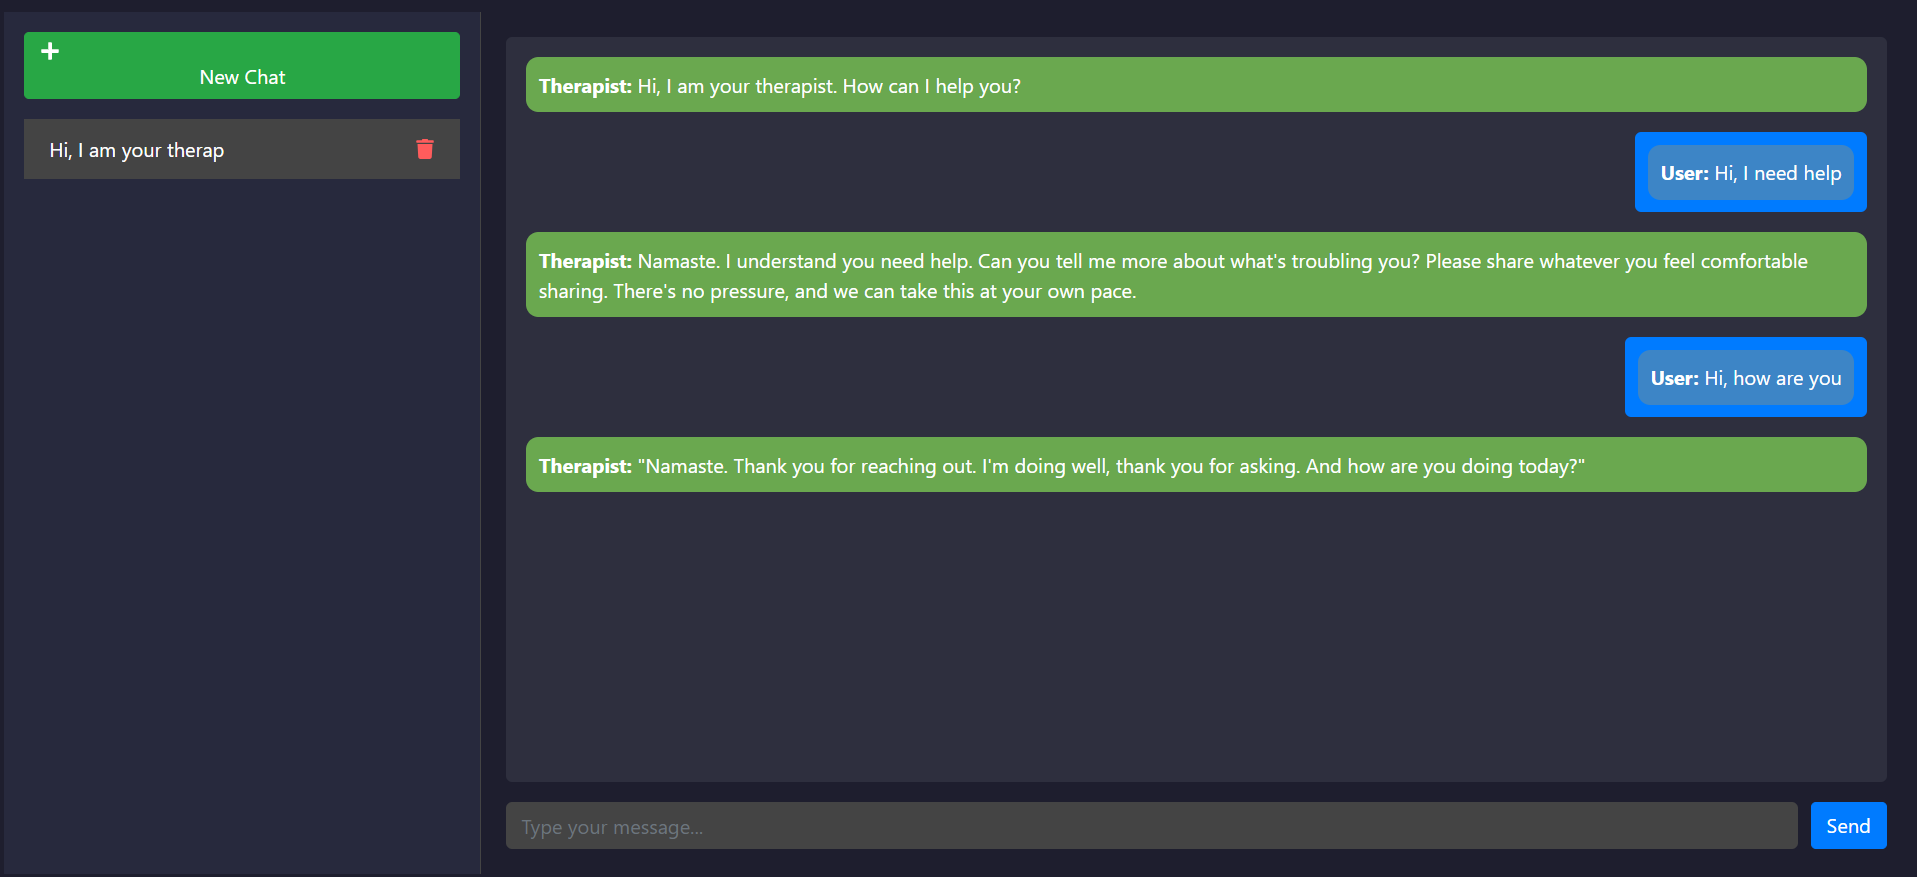 New Chat
Hi, I am your therap
Therapist: Hi, I am your therapist. How can I help you?
User: Hi, I need help
Therapist: Namaste. I understand you need help. Can you tell me more about what's troubling you? Please share whatever you feel comfortable
sharing. There's no pressure, and we can take this at your own pace.
User: Hi, how are you
Therapist: "Namaste. Thank you for reaching out. I'm doing well, thank you for asking. And how are you doing today?"
Type your message...
Send